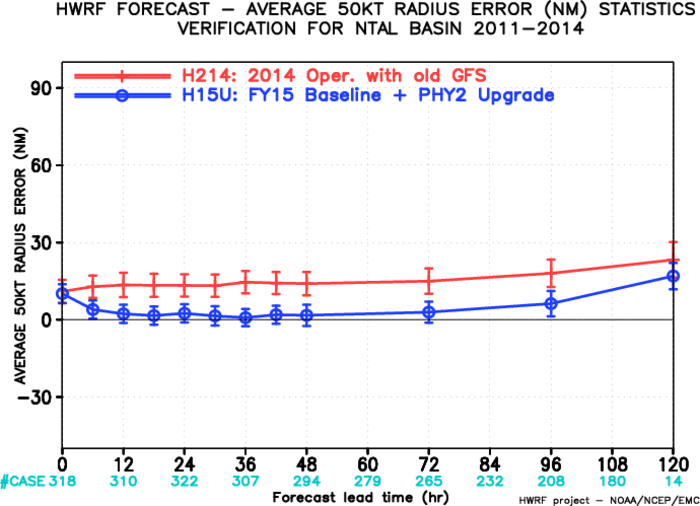 HWRF FORECAST − AVERAGE 50KT RADIUS ERROR (NM) STATISTICS
VERIFICATION FOR NTAL BASIN 2011−2014
H214: 2014 Oper. with old GFS
H15U: FY15 Baseline + PHY2 Upgrade
AVERAGE 50KT RADIUS ERROR (NM)
90
60
30
0
−30
0 12 24 36 48 60 72 84 96 108 120
#CASE 318 310 322 307 294 279 265 232 208 180 14
Forecast lead time (hr)
HWRF project − NOAA/NCEP/EMC